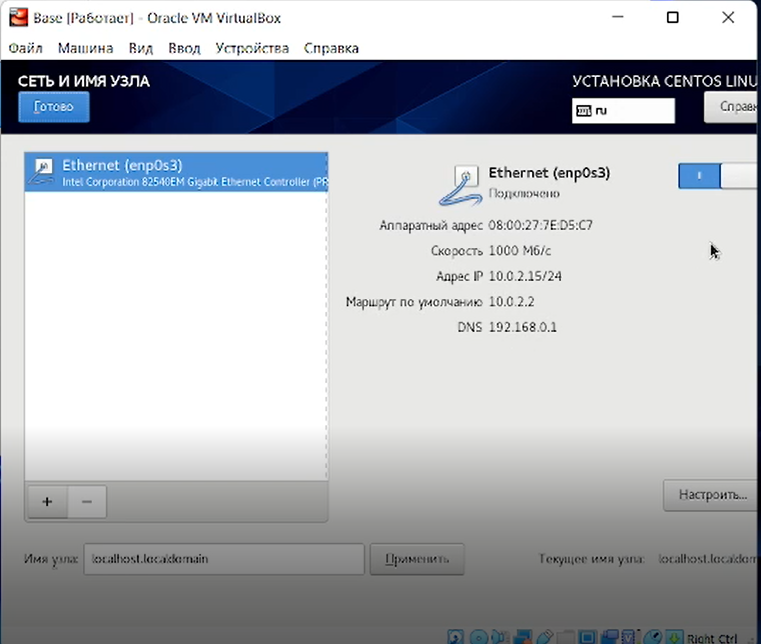 Base [Работает] - Oracle VM VirtualBox
Файл Машина Вид Ввод Устройства Справка
СЕТЬ И ИМЯ УЗЛА
УСТАНОВКА CENTOS LINU
Готово
ru
Справк
Ethernet (enp0s3)
Intel Corporation 82540EM Gigabit Ethernet Controller (PR
Ethernet (enp0s3)
Подключено
Аппаратный адрес 08:00:27:7E:D5:C7
Скорость 1000 Мб/с
Адрес IP 10.0.2.15/24
Маршрут по умолчанию 10.0.2.2
DNS 192.168.0.1
+ −
Настроить...
Имя узла: localhost.localdomain Применить Текущее имя узла: localhost.localdom
Right Ctrl